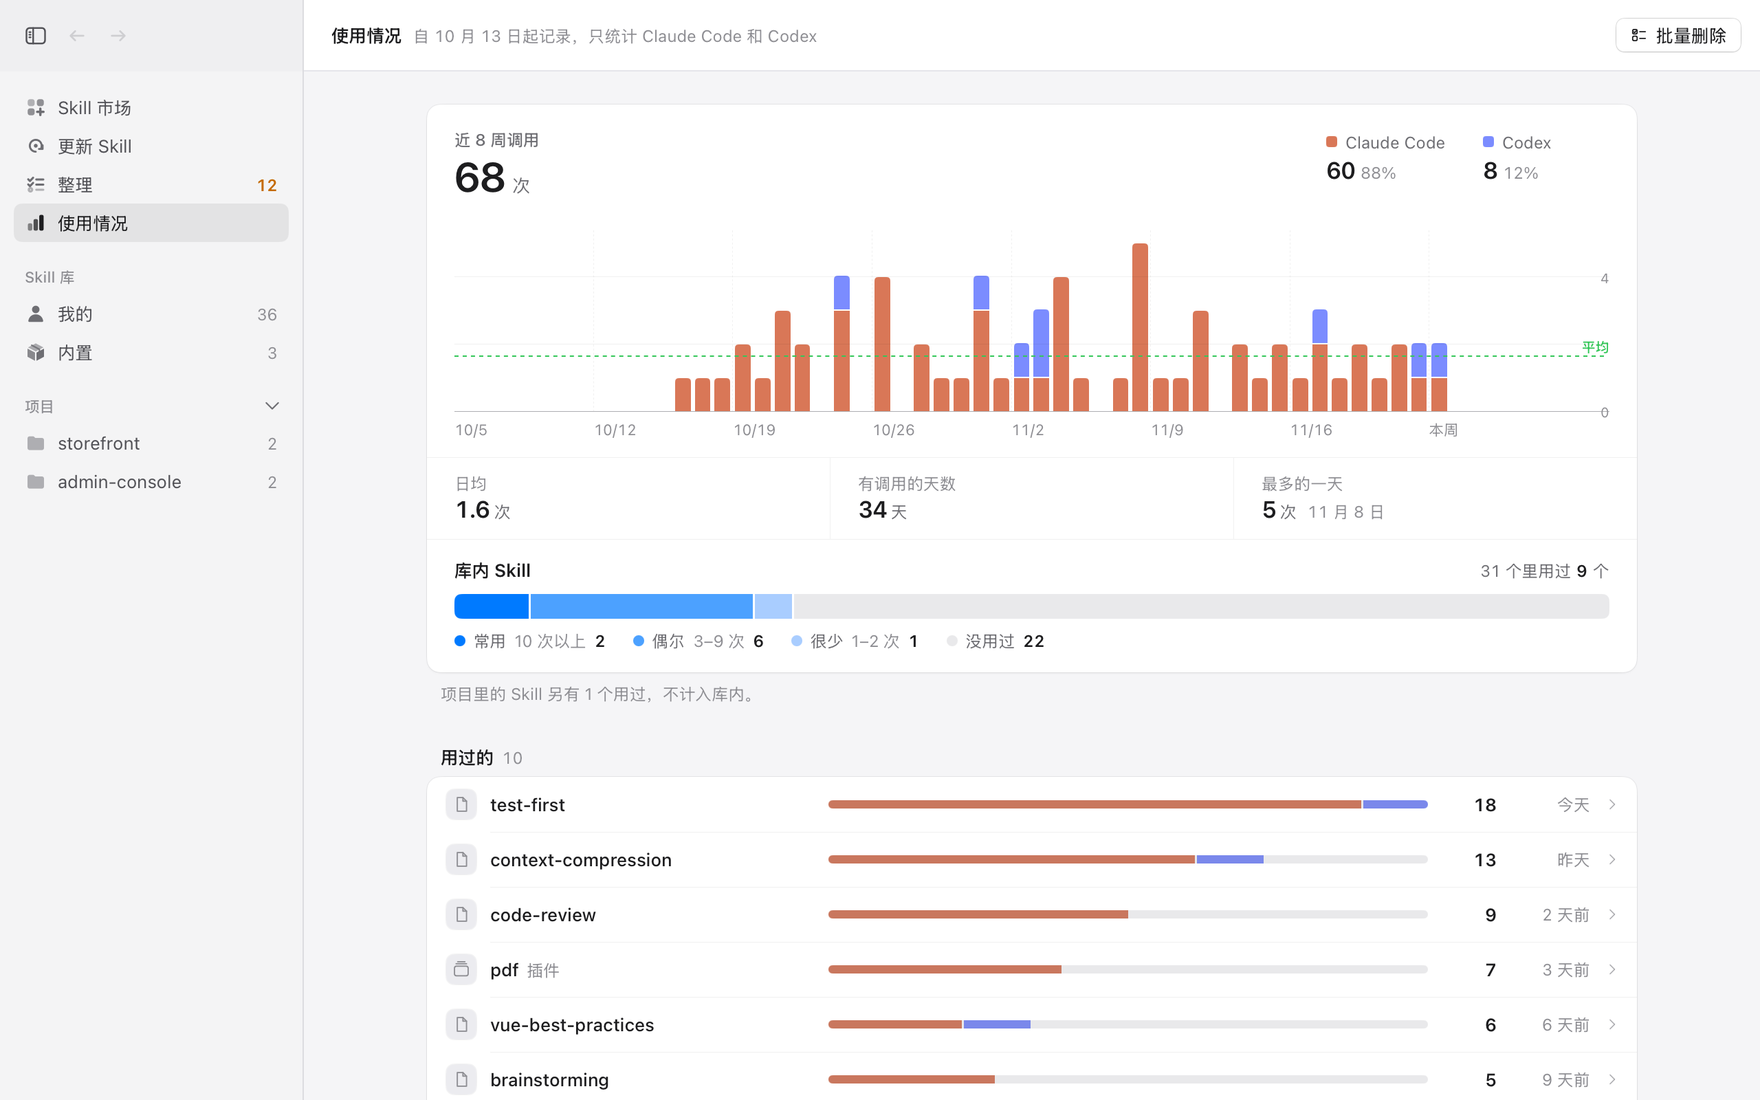 使用情况 自 10 月 13 日起记录，只统计 Claude Code 和 Codex
批量删除
Skill 市场
更新 Skill
整理 12
使用情况
Skill 库
我的 36
内置 3
项目
storefront 2
admin-console 2
近 8 周调用
68 次
Claude Code
60 88%
Codex
8 12%
4
平均
0
10/5 10/12 10/19 10/26 11/2 11/9 11/16 本周
日均
1.6 次
有调用的天数
34 天
最多的一天
5 次 11 月 8 日
库内 Skill
31 个里用过 9 个
常用 10 次以上 2 偶尔 3–9 次 6 很少 1–2 次 1 没用过 22
项目里的 Skill 另有 1 个用过，不计入库内。
用过的 10
test-first 18 今天
context-compression 13 昨天
code-review 9 2 天前
pdf 插件 7 3 天前
vue-best-practices 6 6 天前
brainstorming 5 9 天前